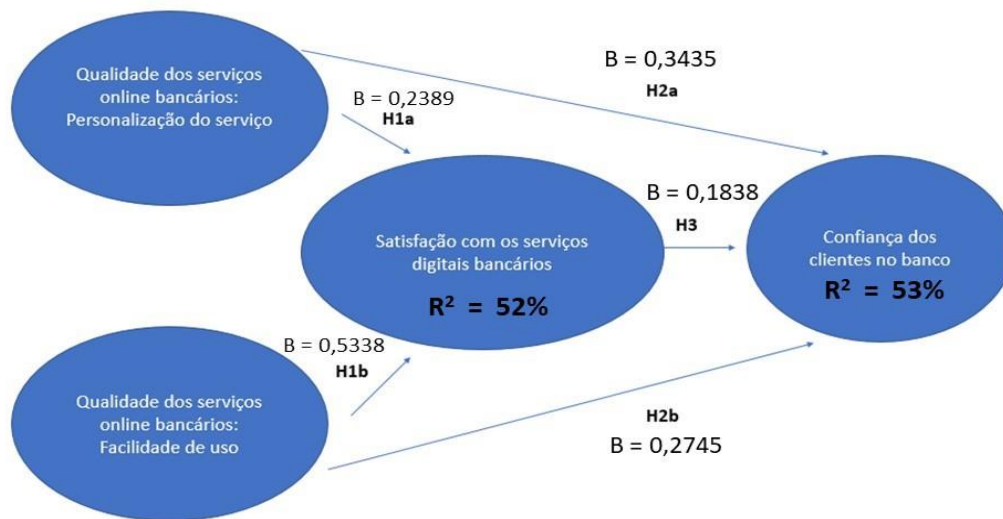 Qualidade dos serviços
online bancários:
Personalização do serviço
B = 0,2389
H1a
B = 0,3435
H2a
Satisfação com os serviços
digitais bancários
R² = 52%
B = 0,1838
H3
Confiança dos
clientes no banco
R² = 53%
B = 0,5338
H1b
Qualidade dos serviços
online bancários:
Facilidade de uso
H2b
B = 0,2745